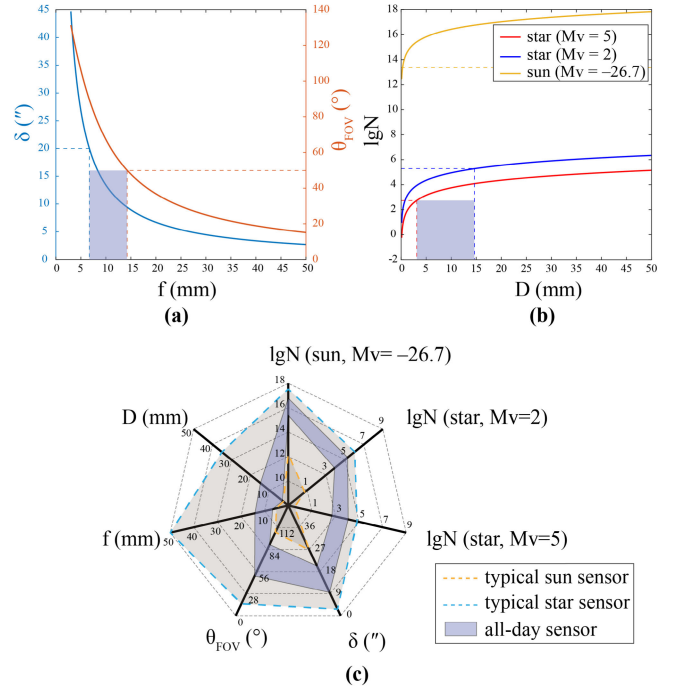 45
40
35
30
25
20
15
10
5
0
δ (″)
140
120
100
80
60
40
20
0
θFOV (°)
0 5 10 15 20 25 30 35 40 45 50
f (mm)
(a)
18
16
14
12
10
8
6
4
2
0
-2
lgN
star (Mv = 5)
star (Mv = 2)
sun (Mv = −26.7)
0 5 10 15 20 25 30 35 40 45 50
D (mm)
(b)
lgN (sun, Mv= −26.7)
18
16
14
12
10
lgN (star, Mv=2)
9
7
5
3
1
lgN (star, Mv=5)
9
7
5
3
1
δ (″)
36
27
18
9
0
θFOV (°)
112
84
56
28
0
f (mm)
50
40
30
20
10
D (mm)
50
40
30
20
10
typical sun sensor
typical star sensor
all-day sensor
(c)